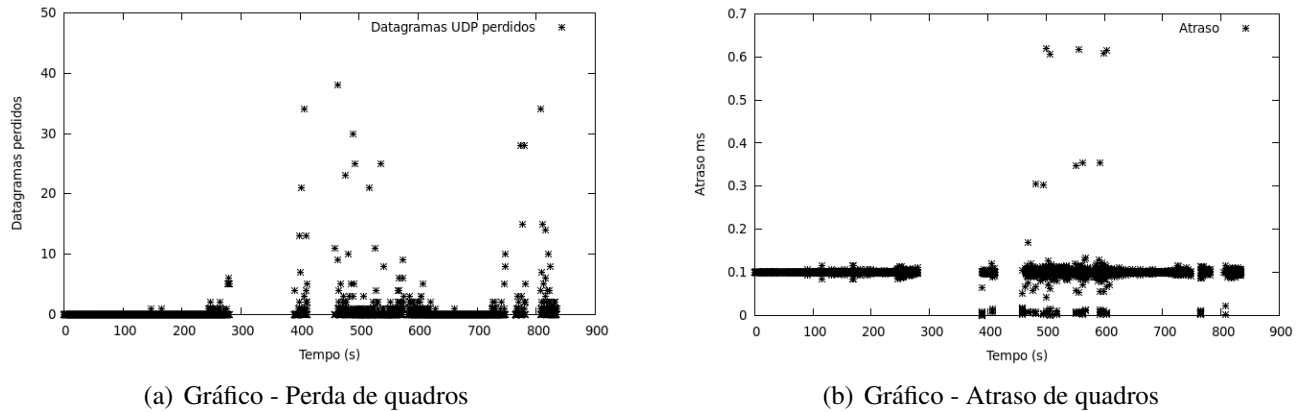 Datagramas perdidos
50
40
30
20
10
0
Datagramas UDP perdidos
0 100 200 300 400 500 600 700 800 900
Tempo (s)
(a) Gráfico - Perda de quadros
Atraso ms
0.7
0.6
0.5
0.4
0.3
0.2
0.1
0
Atraso
0 100 200 300 400 500 600 700 800 900
Tempo (s)
(b) Gráfico - Atraso de quadros